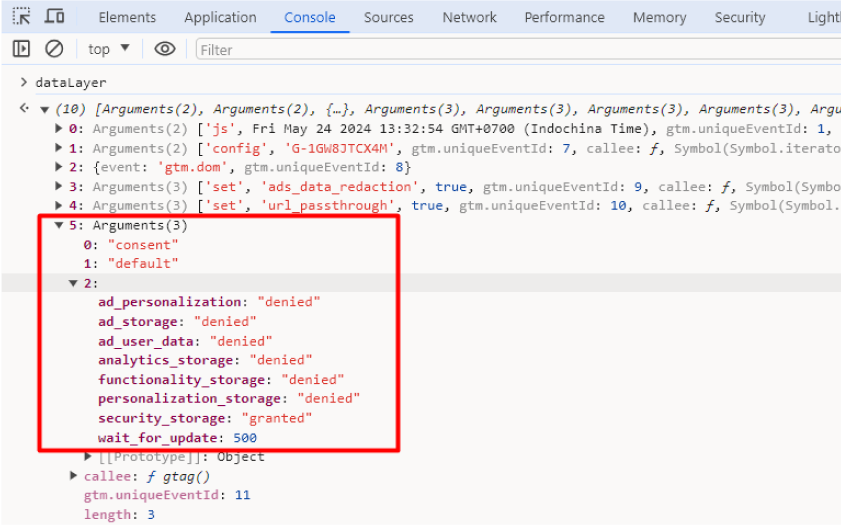 Elements Application Console Sources Network Performance Memory Security Light
top ▼ Filter
> dataLayer
(10) [Arguments(2), Arguments(2), {…}, Arguments(3), Arguments(3), Arguments(3), Arguments(3), Argu
0: Arguments(2) ['js', Fri May 24 2024 13:32:54 GMT+0700 (Indochina Time), gtm.uniqueEventId: 1,
1: Arguments(2) ['config', 'G-1GW8JTCX4M', gtm.uniqueEventId: 7, callee: ƒ, Symbol(Symbol.iterato
2: {event: 'gtm.dom', gtm.uniqueEventId: 8}
3: Arguments(3) ['set', 'ads_data_redaction', true, gtm.uniqueEventId: 9, callee: ƒ, Symbol(Symbo
4: Arguments(3) ['set', 'url_passthrough', true, gtm.uniqueEventId: 10, callee: ƒ, Symbol(Symbol.
5: Arguments(3)
0: "consent"
1: "default"
2:
ad_personalization: "denied"
ad_storage: "denied"
ad_user_data: "denied"
analytics_storage: "denied"
functionality_storage: "denied"
personalization_storage: "denied"
security_storage: "granted"
wait_for_update: 500
[[Prototype]]: Object
callee: ƒ gtag()
gtm.uniqueEventId: 11
length: 3